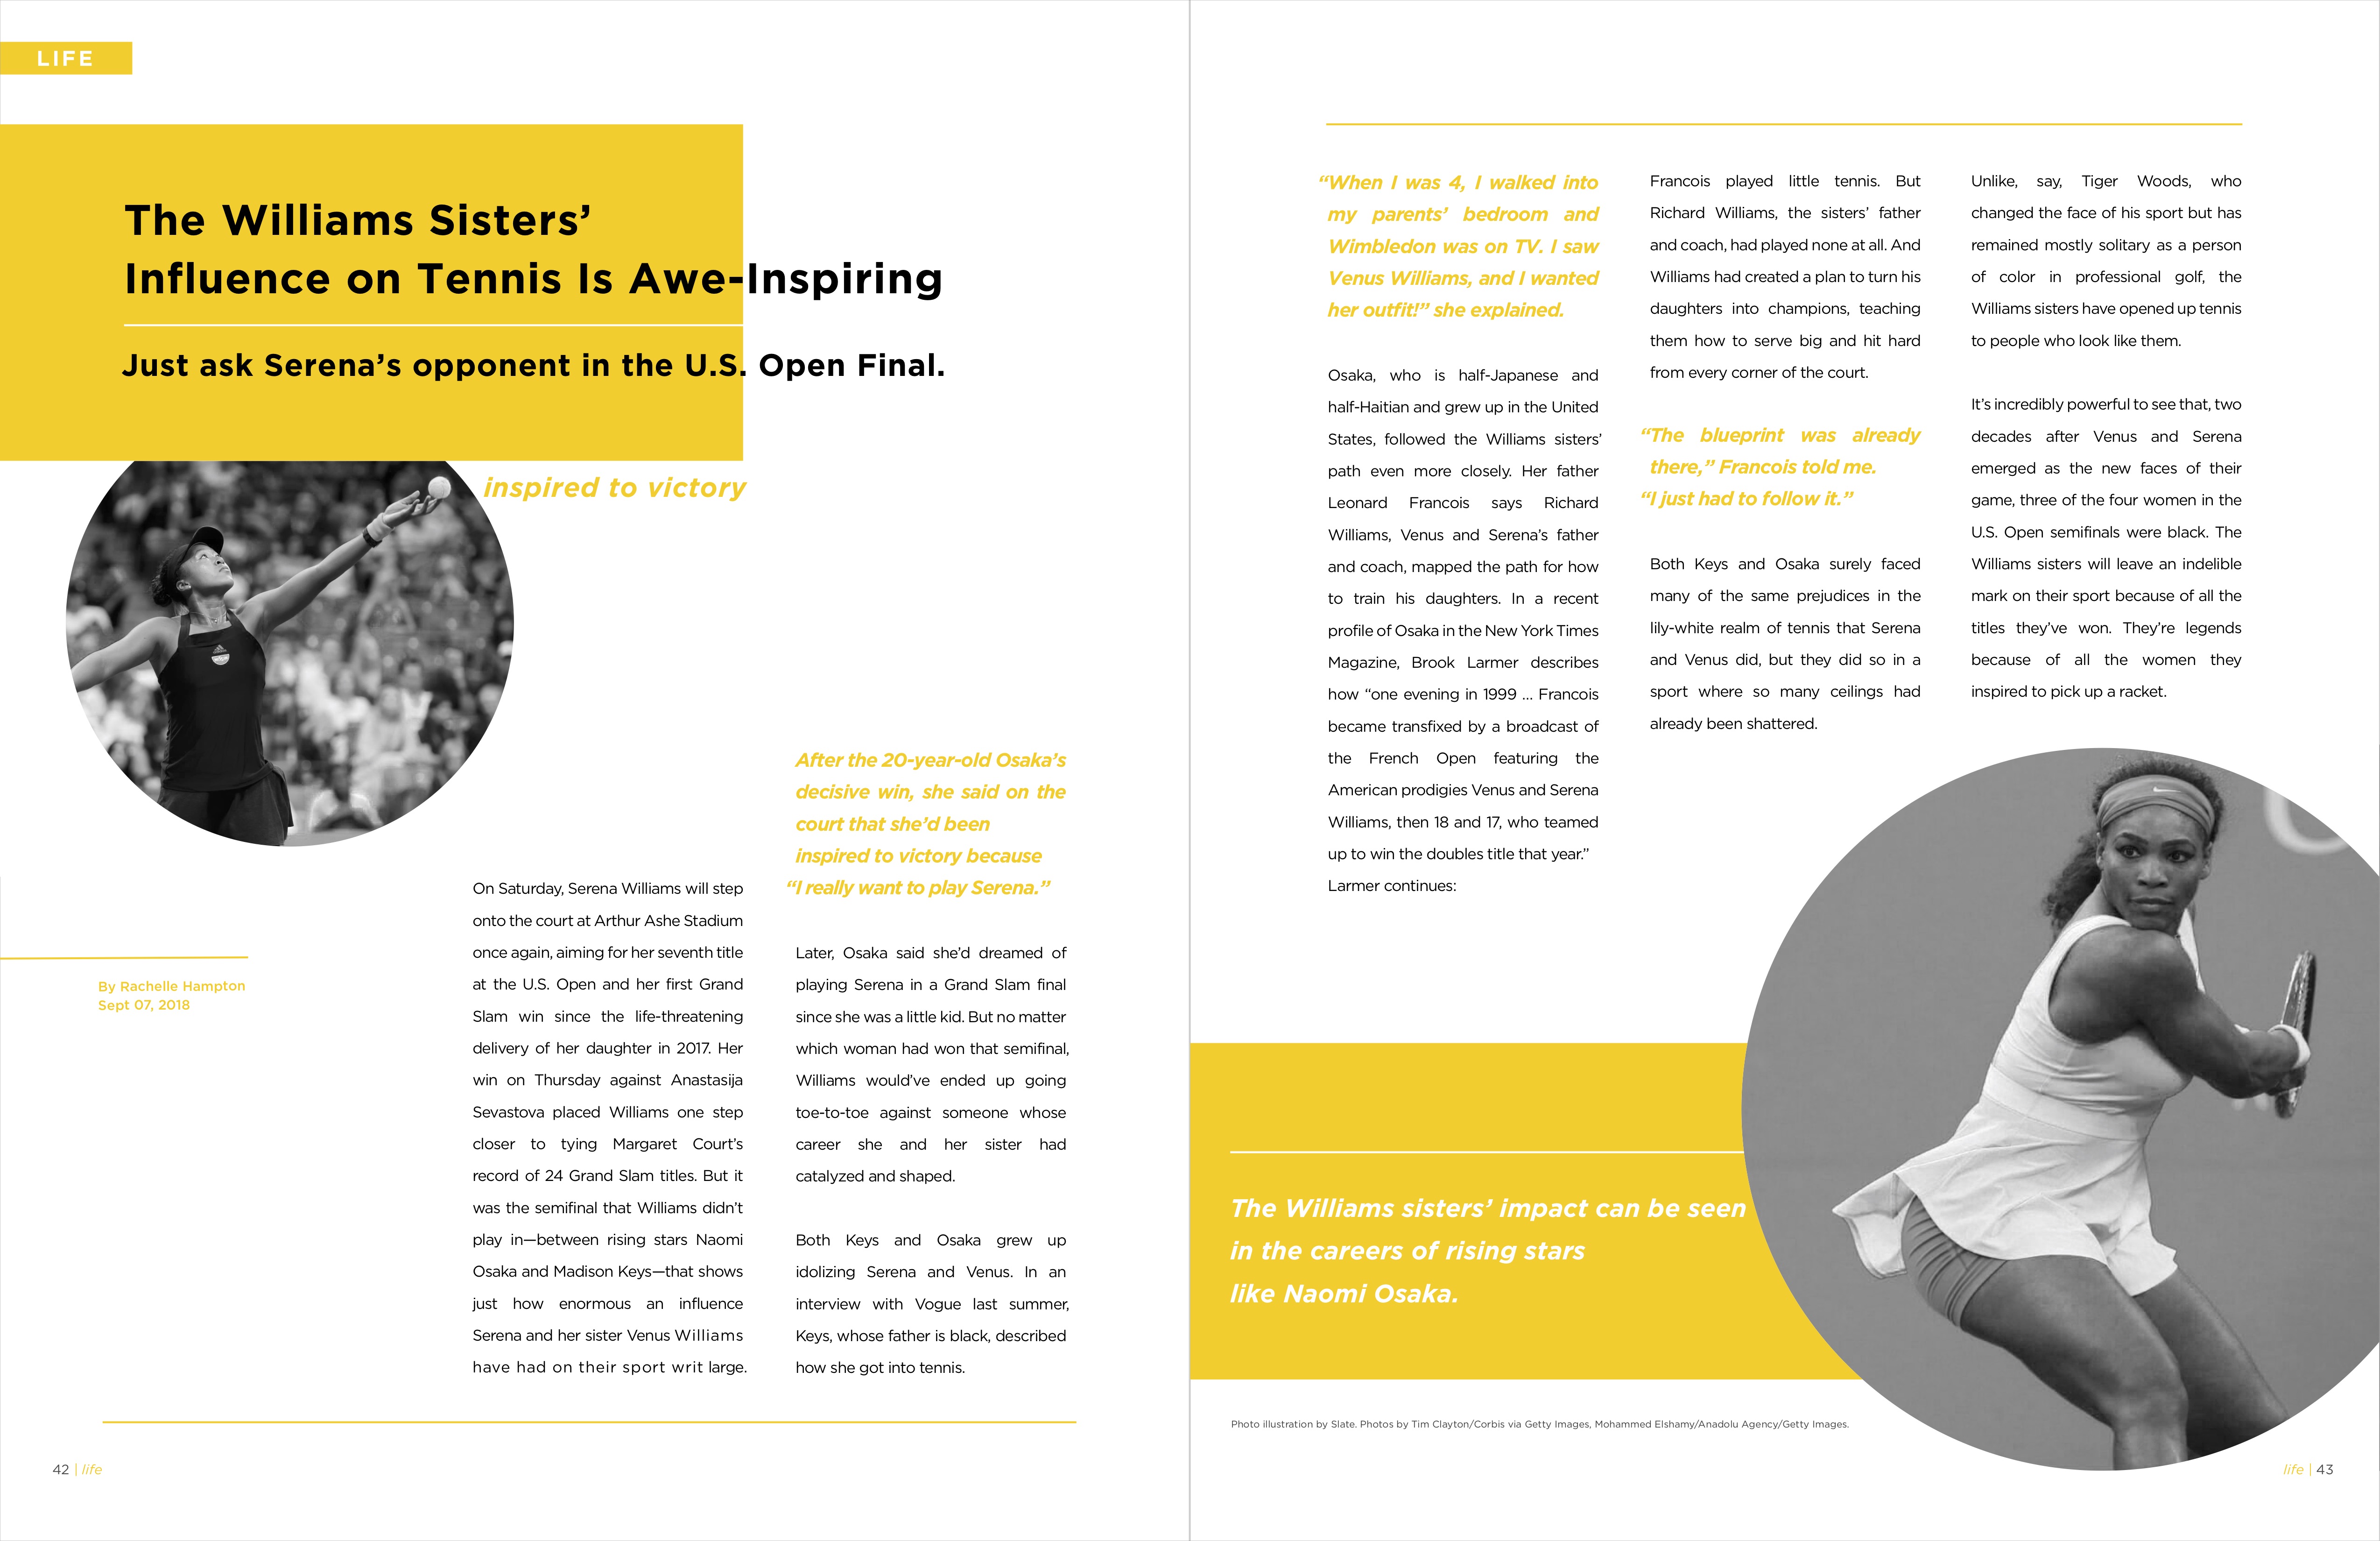 LIFE
The Williams Sisters’
Influence on Tennis Is Awe-Inspiring
Just ask Serena’s opponent in the U.S. Open Final.
inspired to victory
By Rachelle Hampton
Sept 07, 2018
On Saturday, Serena Williams will step
onto the court at Arthur Ashe Stadium
once again, aiming for her seventh title
at the U.S. Open and her first Grand
Slam win since the life-threatening
delivery of her daughter in 2017. Her
win on Thursday against Anastasija
Sevastova placed Williams one step
closer to tying Margaret Court’s
record of 24 Grand Slam titles. But it
was the semifinal that Williams didn’t
play in—between rising stars Naomi
Osaka and Madison Keys—that shows
just how enormous an influence
Serena and her sister Venus Williams
have had on their sport writ large.
After the 20-year-old Osaka’s
decisive win, she said on the
court that she’d been
inspired to victory because
“I really want to play Serena.”
Later, Osaka said she’d dreamed of
playing Serena in a Grand Slam final
since she was a little kid. But no matter
which woman had won that semifinal,
Williams would’ve ended up going
toe-to-toe against someone whose
career she and her sister had
catalyzed and shaped.
Both Keys and Osaka grew up
idolizing Serena and Venus. In an
interview with Vogue last summer,
Keys, whose father is black, described
how she got into tennis.
42 | life
“When I was 4, I walked into
my parents’ bedroom and
Wimbledon was on TV. I saw
Venus Williams, and I wanted
her outfit!” she explained.
Osaka, who is half-Japanese and
half-Haitian and grew up in the United
States, followed the Williams sisters’
path even more closely. Her father
Leonard Francois says Richard
Williams, Venus and Serena’s father
and coach, mapped the path for how
to train his daughters. In a recent
profile of Osaka in the New York Times
Magazine, Brook Larmer describes
how “one evening in 1999 ... Francois
became transfixed by a broadcast of
the French Open featuring the
American prodigies Venus and Serena
Williams, then 18 and 17, who teamed
up to win the doubles title that year.”
Larmer continues:
Francois played little tennis. But
Richard Williams, the sisters’ father
and coach, had played none at all. And
Williams had created a plan to turn his
daughters into champions, teaching
them how to serve big and hit hard
from every corner of the court.
“The blueprint was already
there,” Francois told me.
“I just had to follow it.”
Both Keys and Osaka surely faced
many of the same prejudices in the
lily-white realm of tennis that Serena
and Venus did, but they did so in a
sport where so many ceilings had
already been shattered.
Unlike, say, Tiger Woods, who
changed the face of his sport but has
remained mostly solitary as a person
of color in professional golf, the
Williams sisters have opened up tennis
to people who look like them.
It’s incredibly powerful to see that, two
decades after Venus and Serena
emerged as the new faces of their
game, three of the four women in the
U.S. Open semifinals were black. The
Williams sisters will leave an indelible
mark on their sport because of all the
titles they’ve won. They’re legends
because of all the women they
inspired to pick up a racket.
The Williams sisters’ impact can be seen
in the careers of rising stars
like Naomi Osaka.
Photo illustration by Slate. Photos by Tim Clayton/Corbis via Getty Images, Mohammed Elshamy/Anadolu Agency/Getty Images.
life | 43